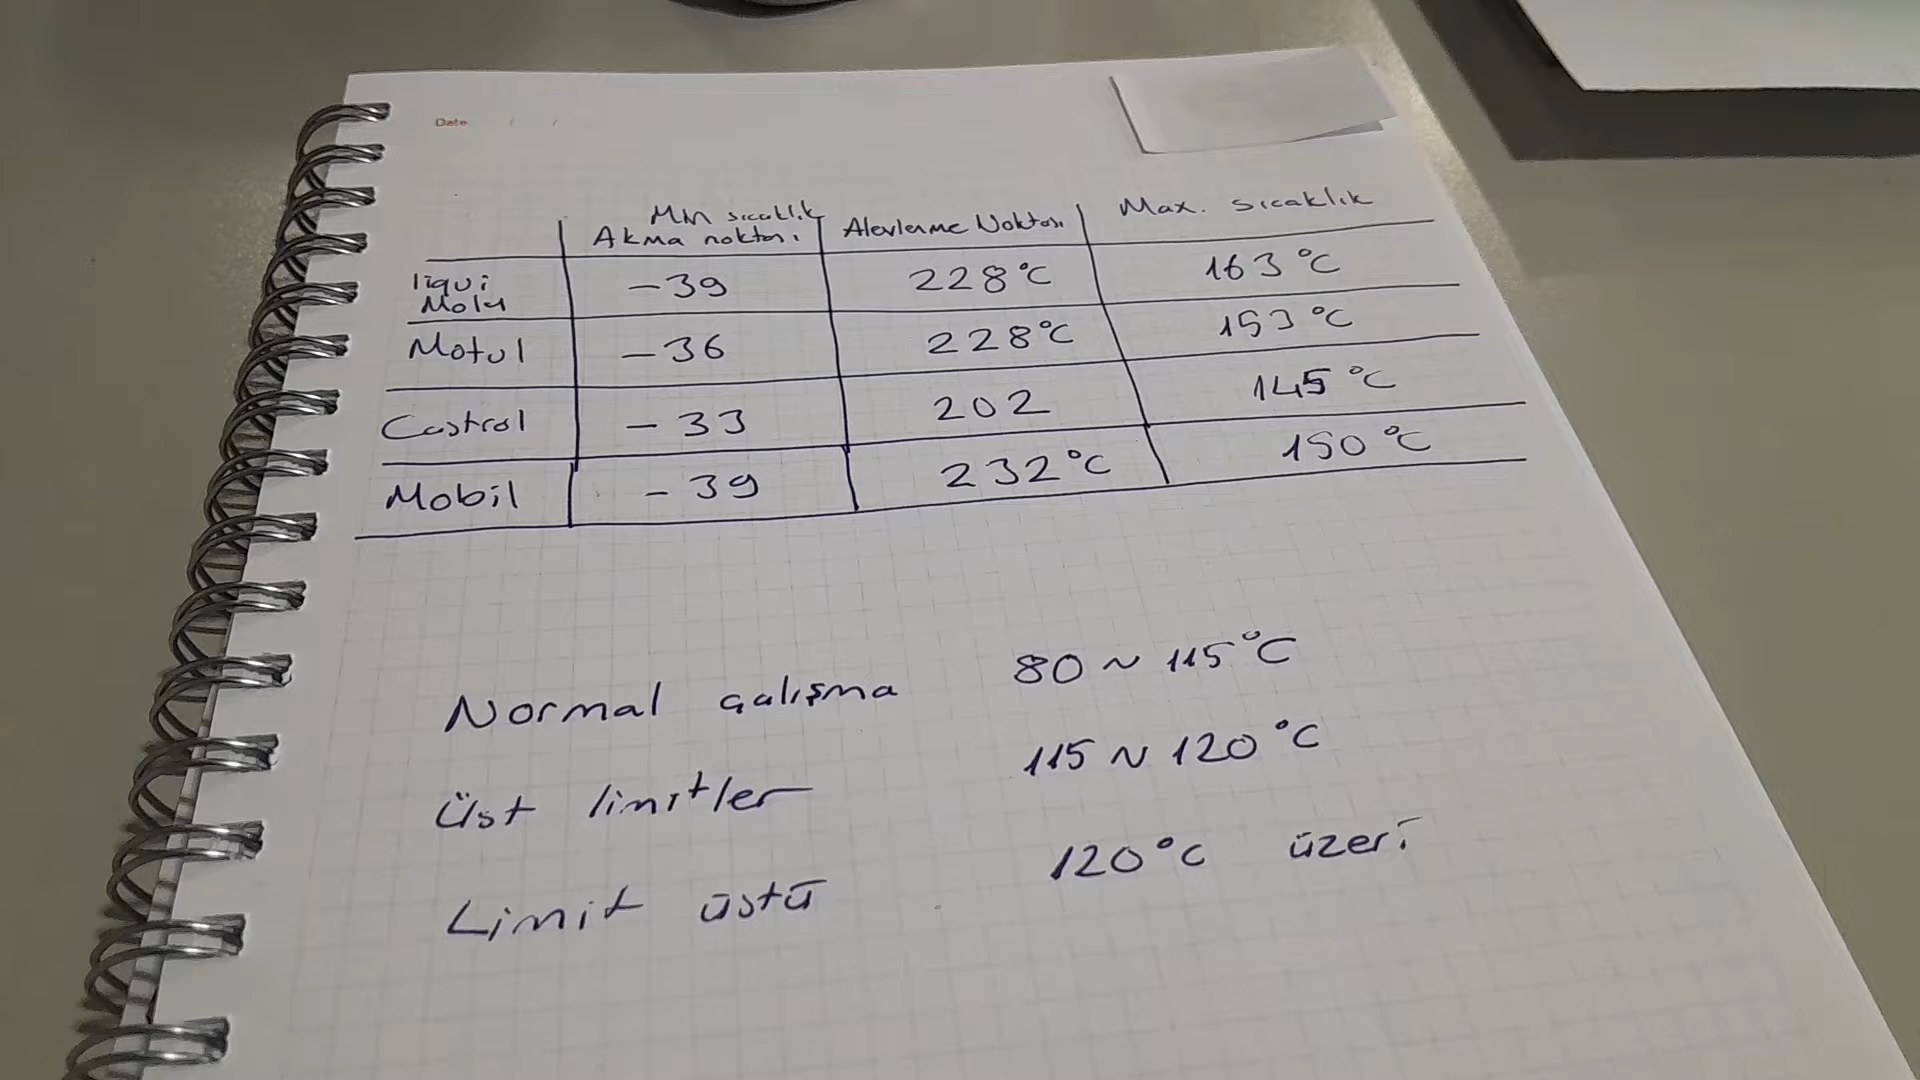 Date / /
Min sıcaklık
Akma noktası Alevlenme Noktası Max. sıcaklık
liqui Moly -39 228°C 163°C
Motul -36 228°C 153°C
Castrol -33 202 145°C
Mobil -39 232°C 150°C
Normal çalışma 80 ~ 115°C
Üst limitler 115 ~ 120°C
Limit üstü 120°C üzeri